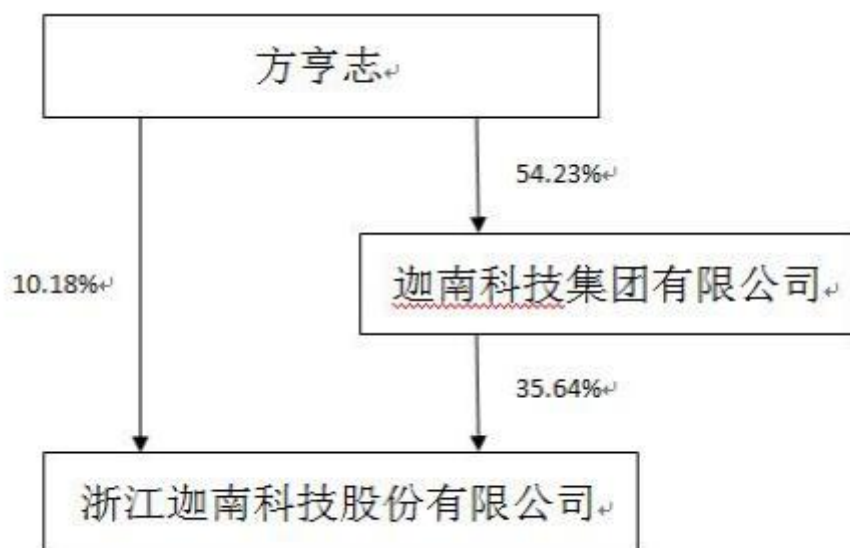 方亨志
54.23%
迦南科技集团有限公司
10.18%
35.64%
浙江迦南科技股份有限公司